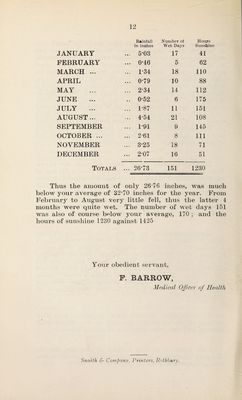 12
Rainfall in inches Number of Wet Days Hours Sunshine
JANUARY ... 5·03 17 41
FEBRUARY ... 0·46 5 62
MARCH ... ... 1·34 18 110
APRIL ... 0·79 10 88
MAY ... ... 2·34 14 112
JUNE ... ... 0·52 6 175
JULY ... ... 1·87 11 151
AUGUST... ... 4·54 21 108
SEPTEMBER ... 1·91 9 145
OCTOBER ... ... 2·61 8 111
NOVEMBER ... 3·25 18 71
DECEMBER ... 2·07 16 51
TOTALS ... 26·73 151 1230
Thus the amount of only 26·76 inches, was much
below your average of 32·70 inches for the year. From
February to August very little fell, thus the latter 4
months were quite wet. The number of wet days 151
was also of course below your average, 170; and the
hours of sunshine 1230 against 1425
Your obedient servant,
F. BARROW,
Medical Officer of Health
Smith & Company, Printers, Rothbury.